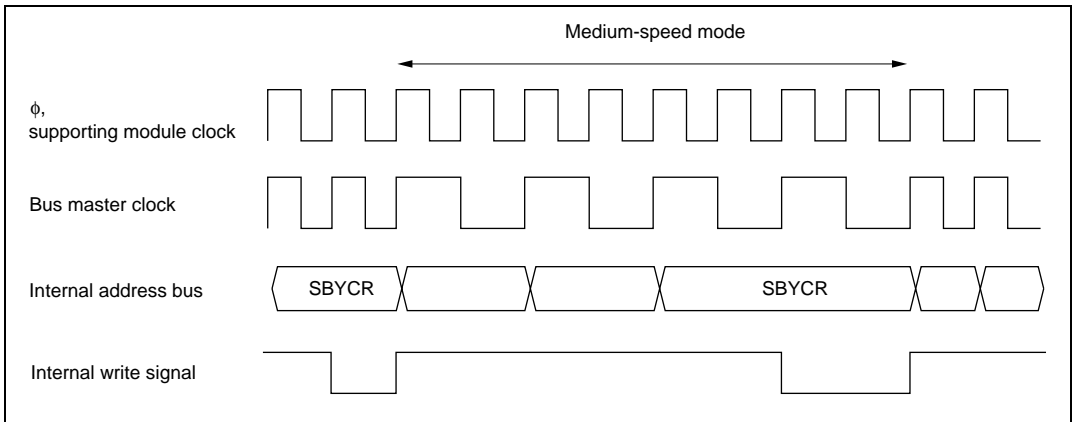 Medium-speed mode
ϕ,
supporting module clock
Bus master clock
Internal address bus
SBYCR
SBYCR
Internal write signal